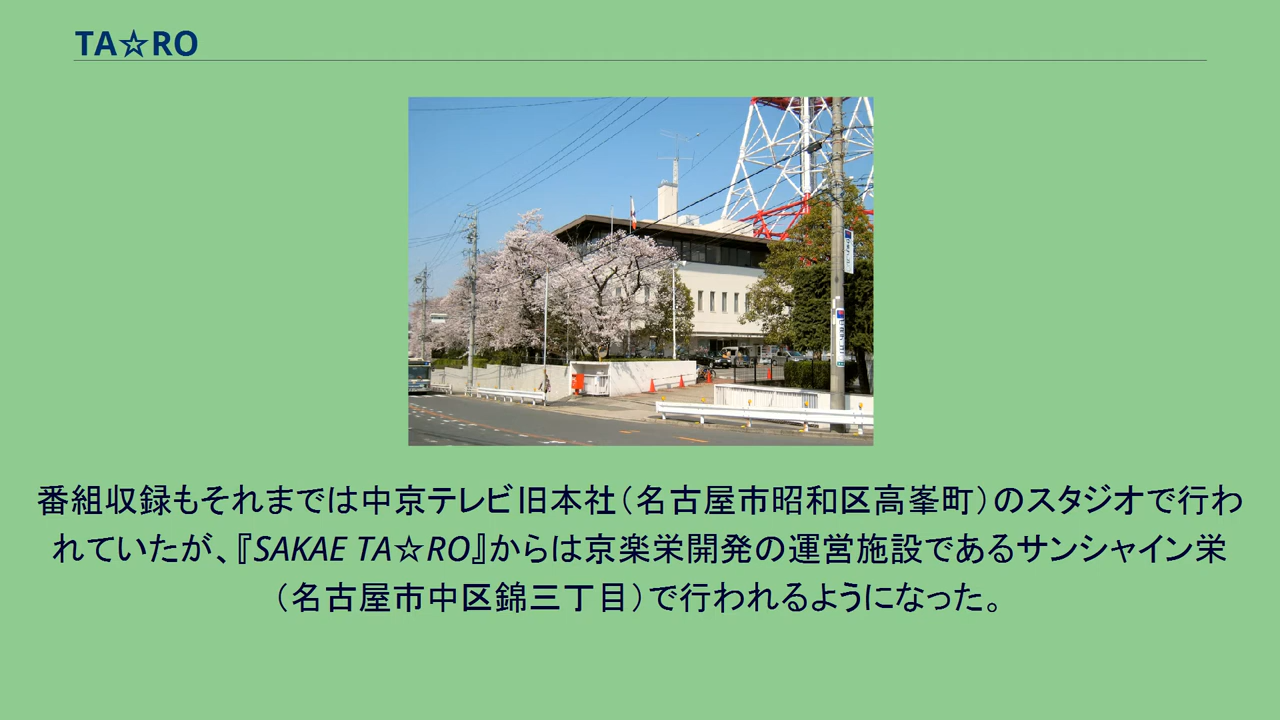 TA☆RO
番組収録もそれまでは中京テレビ旧本社（名古屋市昭和区高峯町）のスタジオで行わ
れていたが、『SAKAE TA☆RO』からは京楽栄開発の運営施設であるサンシャイン栄
（名古屋市中区錦三丁目）で行われるようになった。